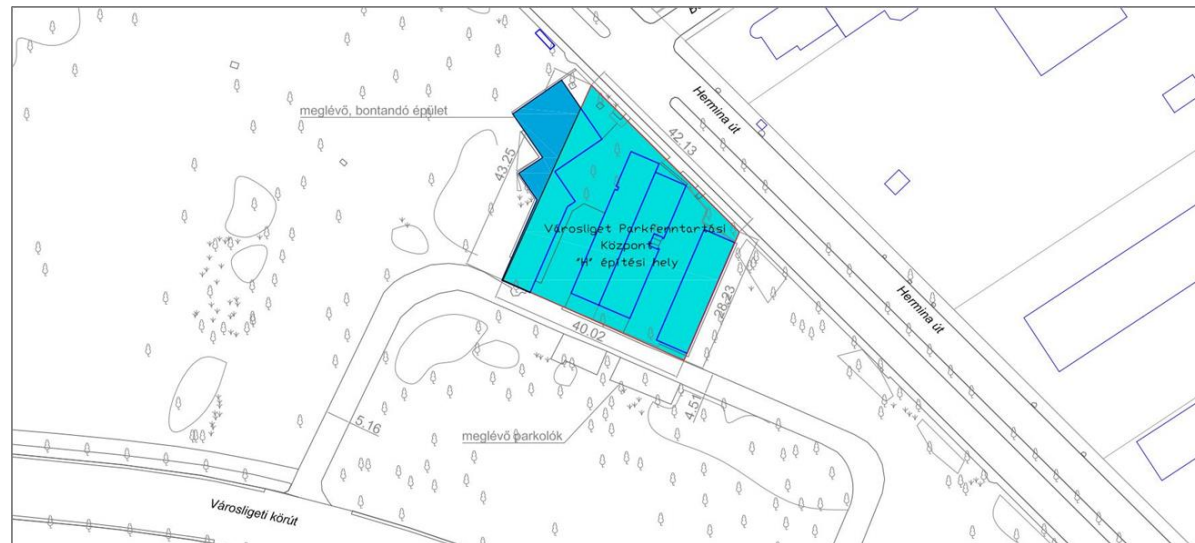 Hermina út
meglévő, bontandó épület
42.13
43.25
Városliget Parkfenntartási
Központ
"H" építési hely
Hermina út
28.23
40.02
4.51
5.16
meglévő parkolók
Városligeti körút